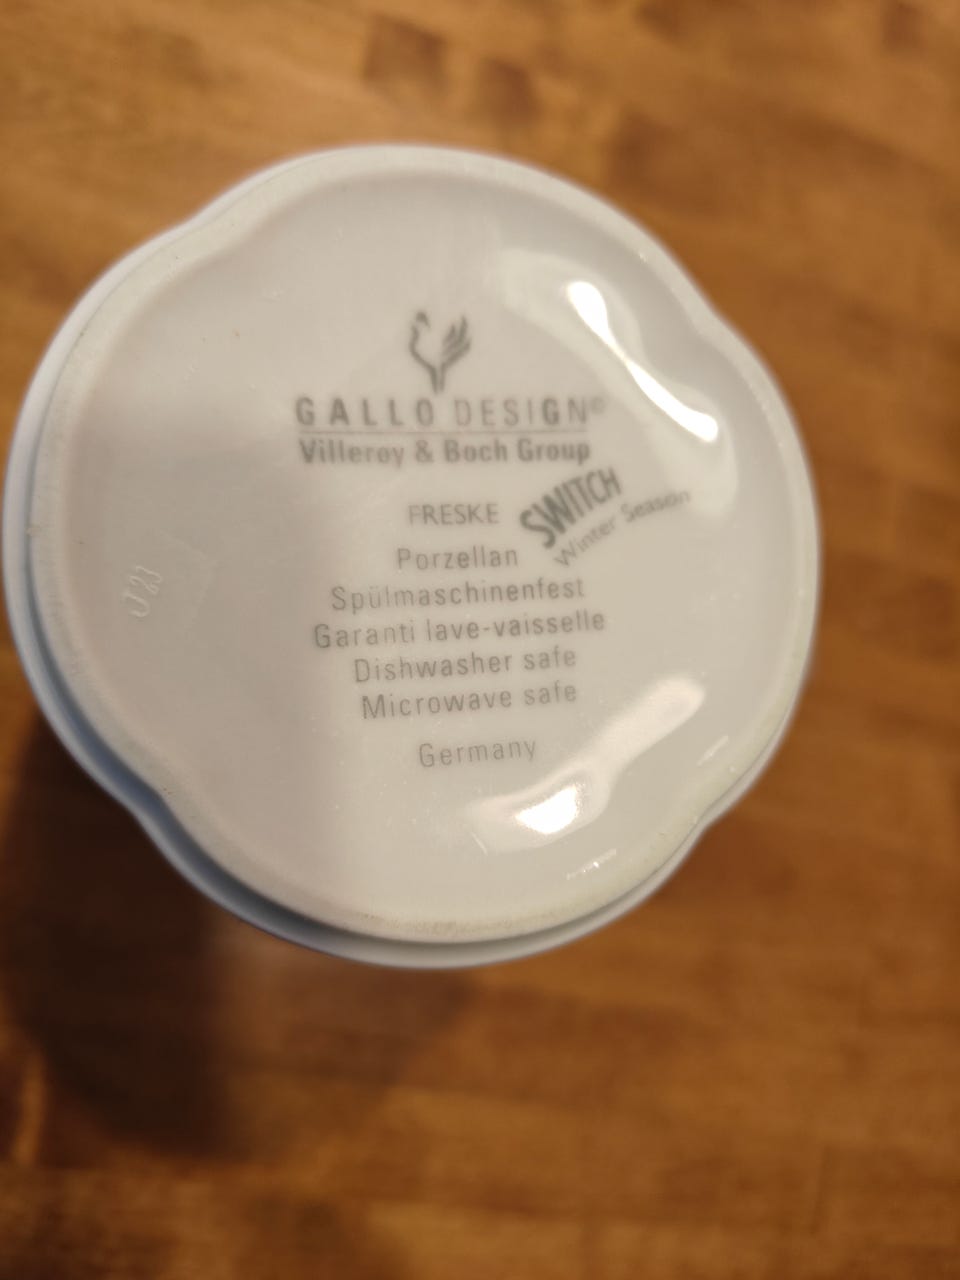 GALLO DESIGN©
Villeroy & Boch Group
FRESKE
SWITCH
Winter Season
Porzellan
Spülmaschinenfest
Garanti lave-vaisselle
Dishwasher safe
Microwave safe
Germany
J 23